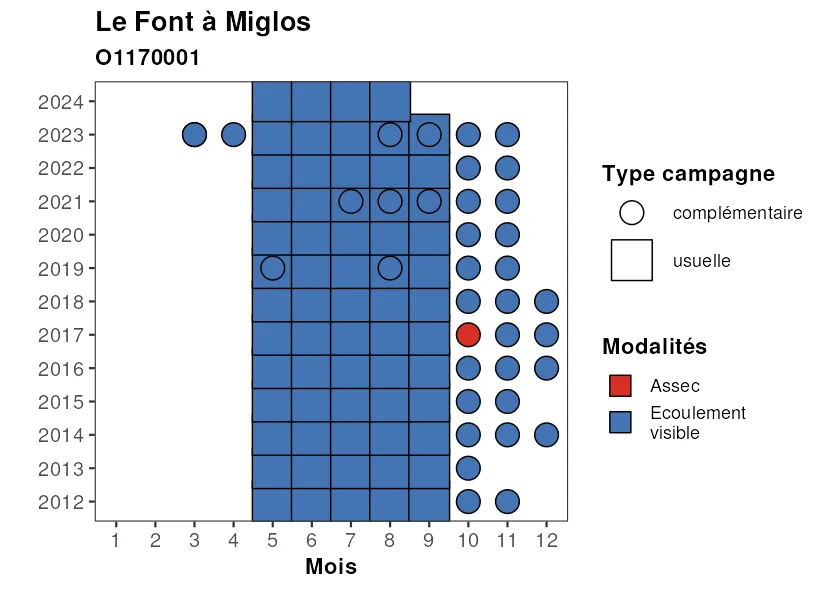 Le Font à Miglos
O1170001
2024
2023
2022
2021
2020
2019
2018
2017
2016
2015
2014
2013
2012
1 2 3 4 5 6 7 8 9 10 11 12
Mois
Type campagne
complémentaire
usuelle
Modalités
Assec
Ecoulement
visible